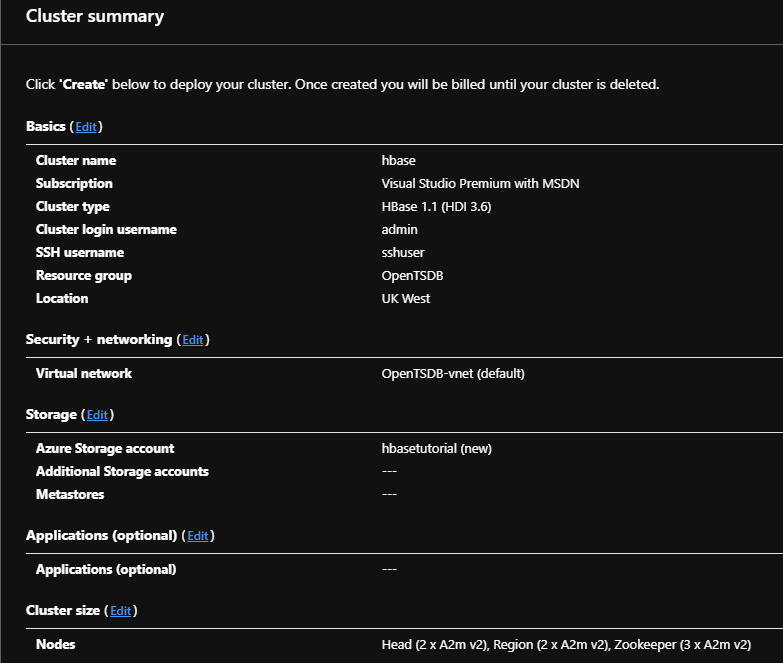 Cluster summary
Click 'Create' below to deploy your cluster. Once created you will be billed until your cluster is deleted.
Basics (Edit)
Cluster name hbase
Subscription Visual Studio Premium with MSDN
Cluster type HBase 1.1 (HDI 3.6)
Cluster login username admin
SSH username sshuser
Resource group OpenTSDB
Location UK West
Security + networking (Edit)
Virtual network OpenTSDB-vnet (default)
Storage (Edit)
Azure Storage account hbasetutorial (new)
Additional Storage accounts ---
Metastores ---
Applications (optional) (Edit)
Applications (optional) ---
Cluster size (Edit)
Nodes Head (2 x A2m v2), Region (2 x A2m v2), Zookeeper (3 x A2m v2)